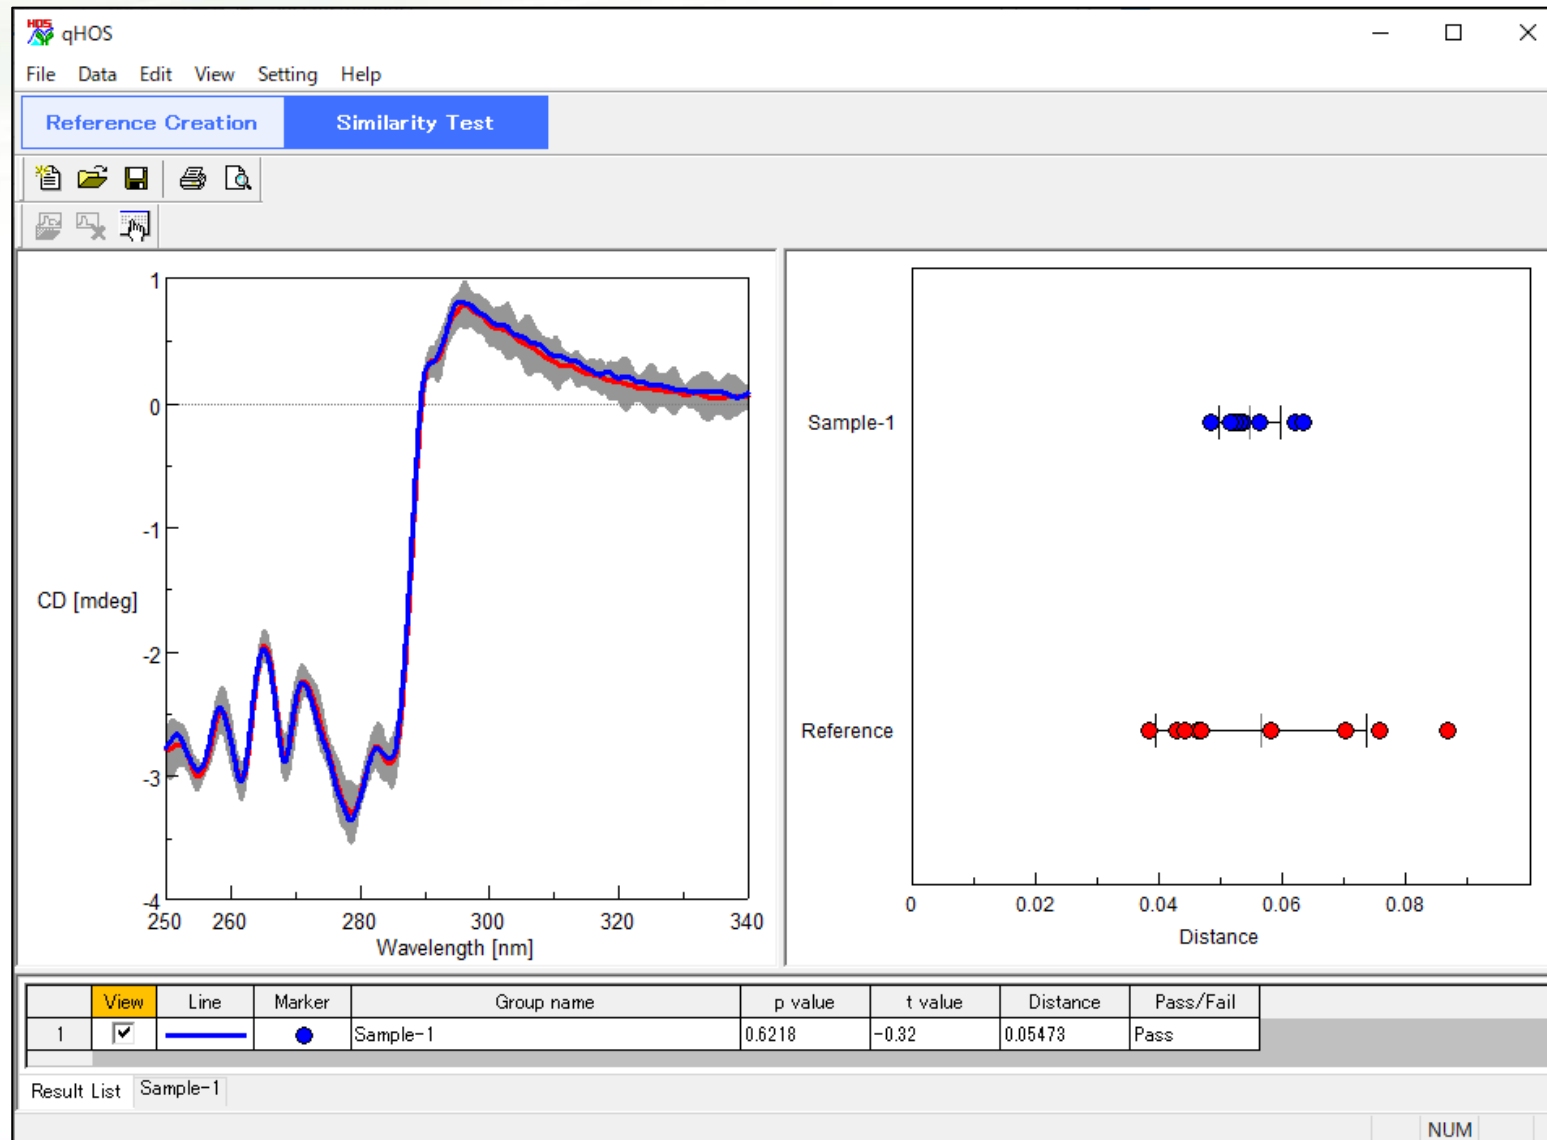 HOS qHOS
File Data Edit View Setting Help
Reference Creation Similarity Test
1
0
-1
CD [mdeg]
-2
-3
-4
250 260 280 300 320 340
Wavelength [nm]
Sample-1
Reference
0 0.02 0.04 0.06 0.08
Distance
View Line Marker Group name p value t value Distance Pass/Fail
1 Sample-1 0.6218 -0.32 0.05473 Pass
Result List Sample-1
NUM